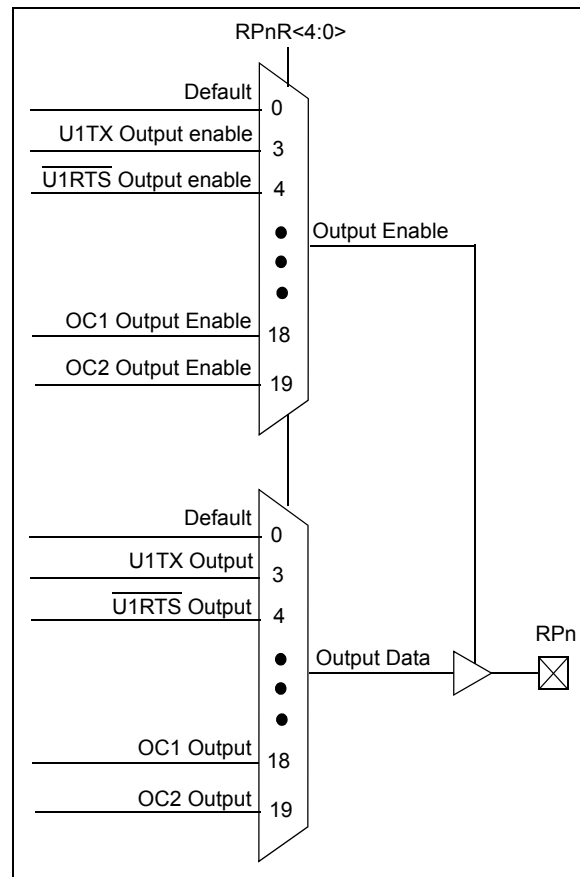 RPnR<4:0>
Default
0
U1TX Output enable
3
U̅1̅R̅T̅S̅ Output enable
4
Output Enable
OC1 Output Enable
18
OC2 Output Enable
19
Default
0
U1TX Output
3
U̅1̅R̅T̅S̅ Output
4
RPn
Output Data
OC1 Output
18
OC2 Output
19